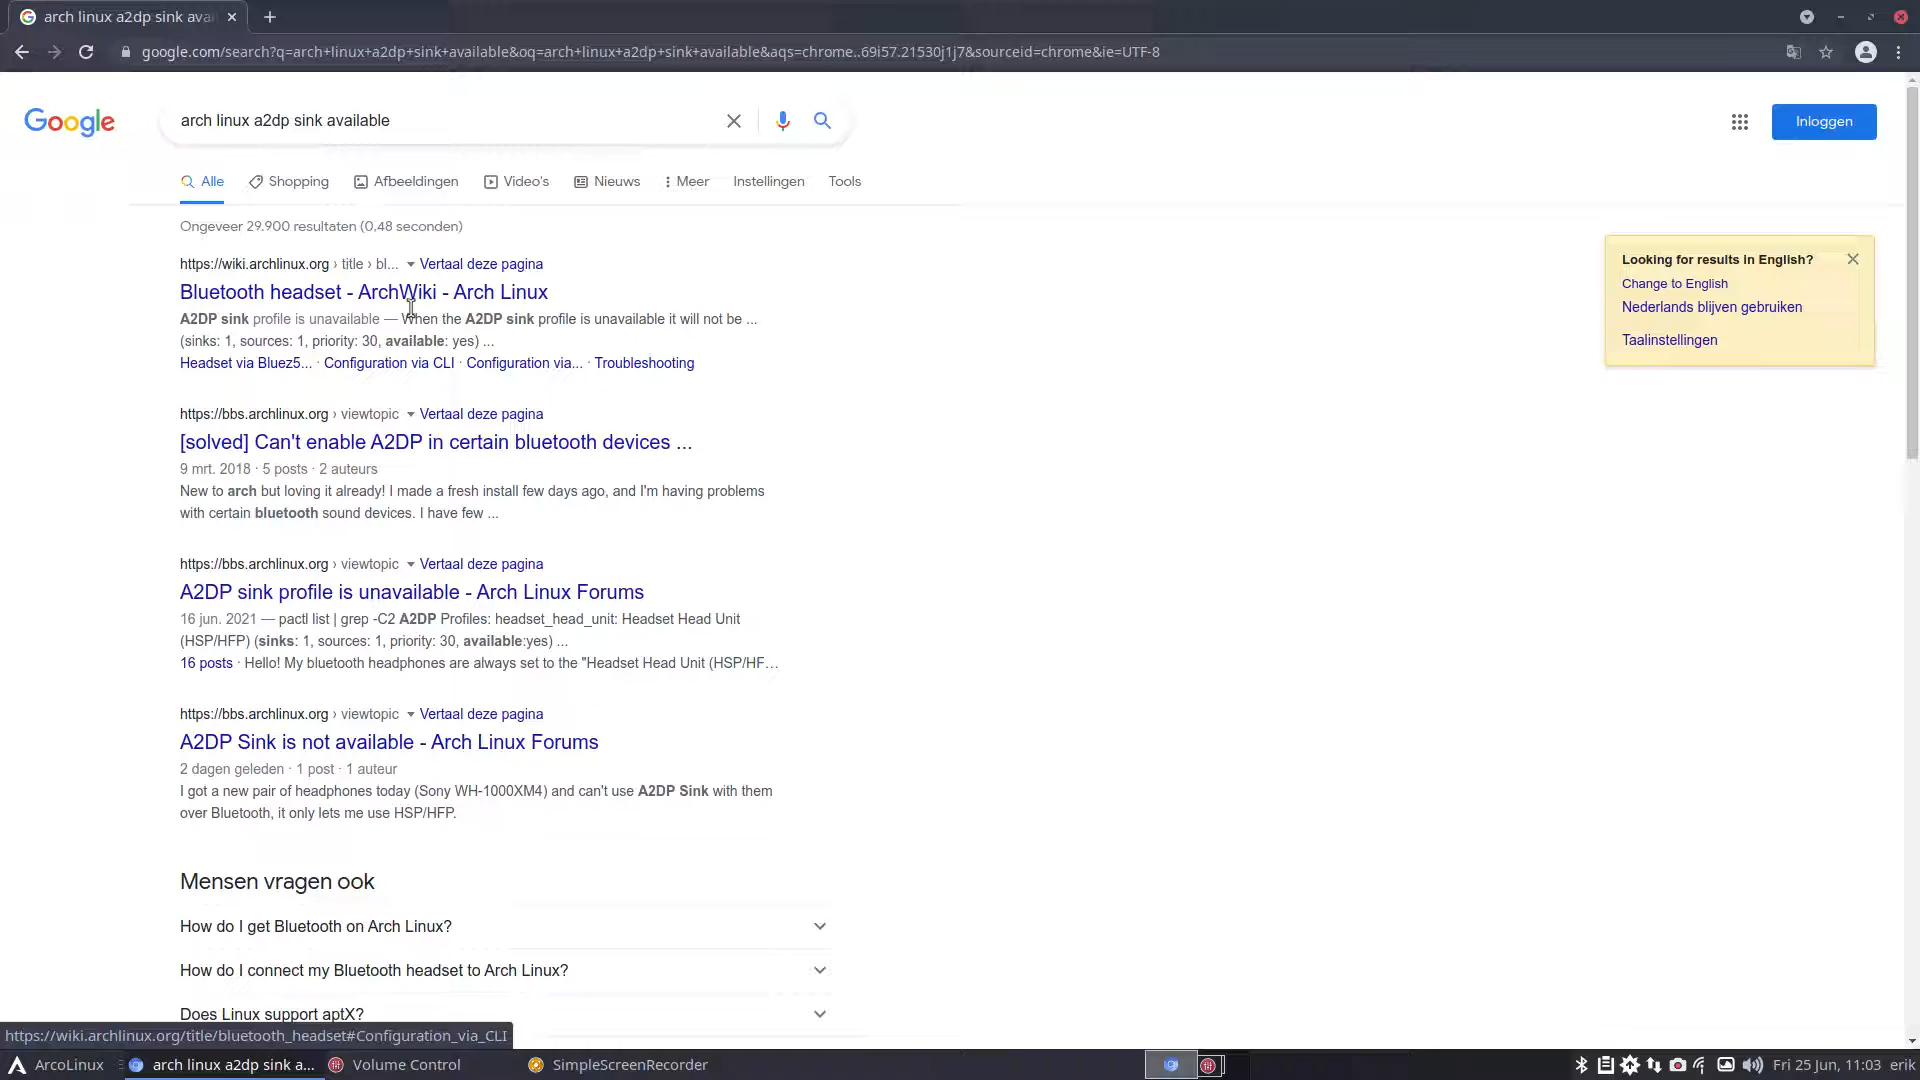 arch linux a2dp sink avai
google.com/search?q=arch+linux+a2dp+sink+available&oq=arch+linux+a2dp+sink+available&aqs=chrome..69i57.21530j1j7&sourceid=chrome&ie=UTF-8
Google
arch linux a2dp sink available
Inloggen
Alle Shopping Afbeeldingen Video's Nieuws Meer Instellingen Tools
Ongeveer 29.900 resultaten (0,48 seconden)
https://wiki.archlinux.org › title › bl... Vertaal deze pagina
Bluetooth headset - ArchWiki - Arch Linux
A2DP sink profile is unavailable — When the A2DP sink profile is unavailable it will not be ...
(sinks: 1, sources: 1, priority: 30, available: yes) ...
Headset via Bluez5... · Configuration via CLI · Configuration via... · Troubleshooting
https://bbs.archlinux.org › viewtopic Vertaal deze pagina
[solved] Can't enable A2DP in certain bluetooth devices ...
9 mrt. 2018 · 5 posts · 2 auteurs
New to arch but loving it already! I made a fresh install few days ago, and I'm having problems
with certain bluetooth sound devices. I have few ...
https://bbs.archlinux.org › viewtopic Vertaal deze pagina
A2DP sink profile is unavailable - Arch Linux Forums
16 jun. 2021 — pactl list | grep -C2 A2DP Profiles: headset_head_unit: Headset Head Unit
(HSP/HFP) (sinks: 1, sources: 1, priority: 30, available:yes) ...
16 posts · Hello! My bluetooth headphones are always set to the "Headset Head Unit (HSP/HF...
https://bbs.archlinux.org › viewtopic Vertaal deze pagina
A2DP Sink is not available - Arch Linux Forums
2 dagen geleden · 1 post · 1 auteur
I got a new pair of headphones today (Sony WH-1000XM4) and can't use A2DP Sink with them
over Bluetooth, it only lets me use HSP/HFP.
Mensen vragen ook
How do I get Bluetooth on Arch Linux?
How do I connect my Bluetooth headset to Arch Linux?
Does Linux support aptX?
Looking for results in English?
Change to English
Nederlands blijven gebruiken
Taalinstellingen
https://wiki.archlinux.org/title/bluetooth_headset#Configuration_via_CLI
ArcoLinux arch linux a2dp sink a... Volume Control SimpleScreenRecorder Fri 25 Jun, 11:03 erik